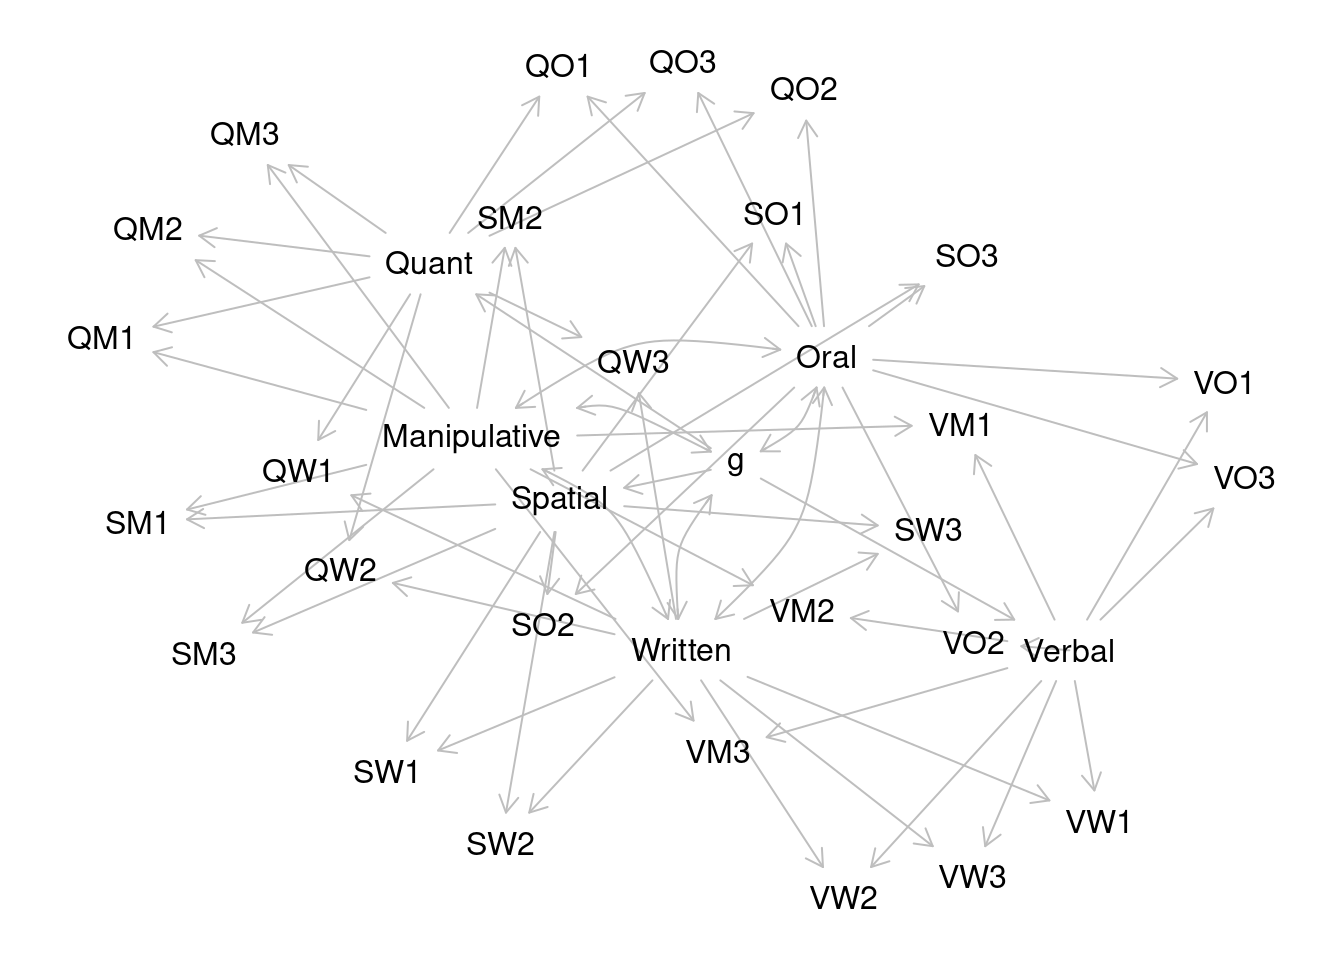 QO1
QO3
QO2
QM3
QM2
SM2
SO1
SO3
Quant
QM1
QW3
Oral
VO1
Manipulative
VM1
g
QW1
VO3
Spatial
SM1
SW3
QW2
VM2
SO2
SM3
Written
VO2
Verbal
VM3
SW1
VW1
SW2
VW3
VW2